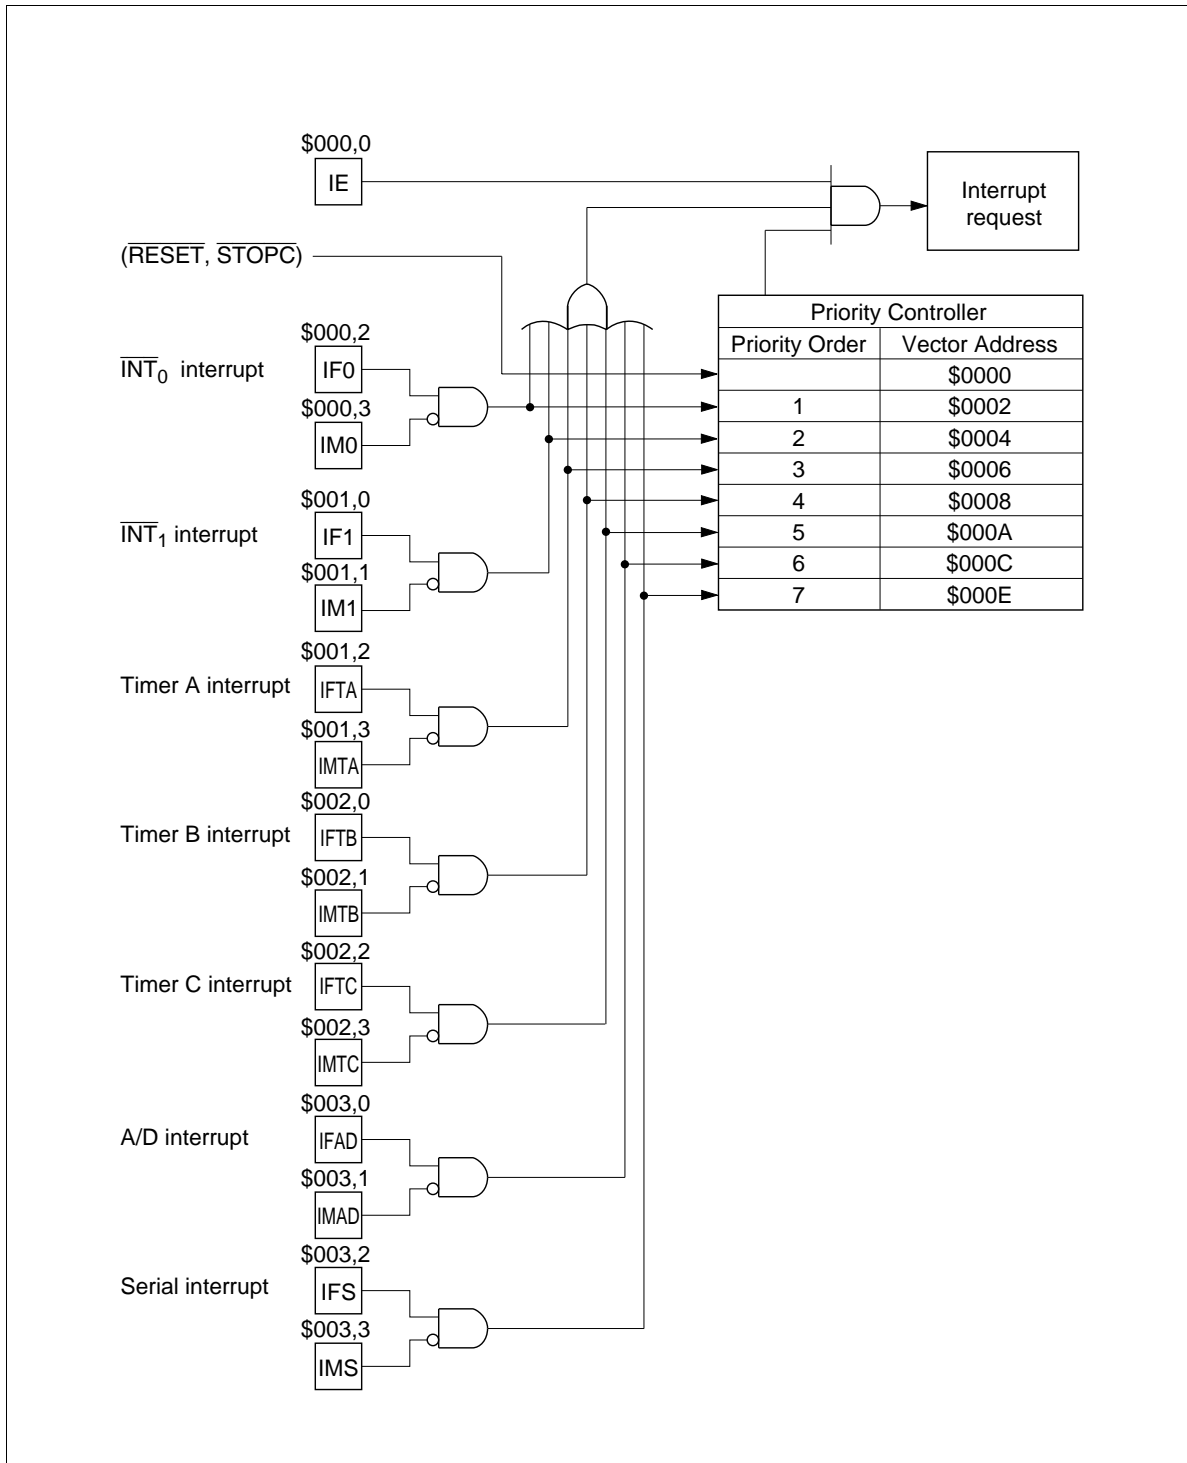 $000,0
IE
Interrupt
request
(RESET, STOPC)
Priority Controller
Priority Order Vector Address
$0000
1 $0002
2 $0004
3 $0006
4 $0008
5 $000A
6 $000C
7 $000E
$000,2
INT0 interrupt
IF0
$000,3
IM0
$001,0
INT1 interrupt
IF1
$001,1
IM1
$001,2
Timer A interrupt
IFTA
$001,3
IMTA
$002,0
Timer B interrupt
IFTB
$002,1
IMTB
$002,2
Timer C interrupt
IFTC
$002,3
IMTC
$003,0
A/D interrupt
IFAD
$003,1
IMAD
$003,2
Serial interrupt
IFS
$003,3
IMS